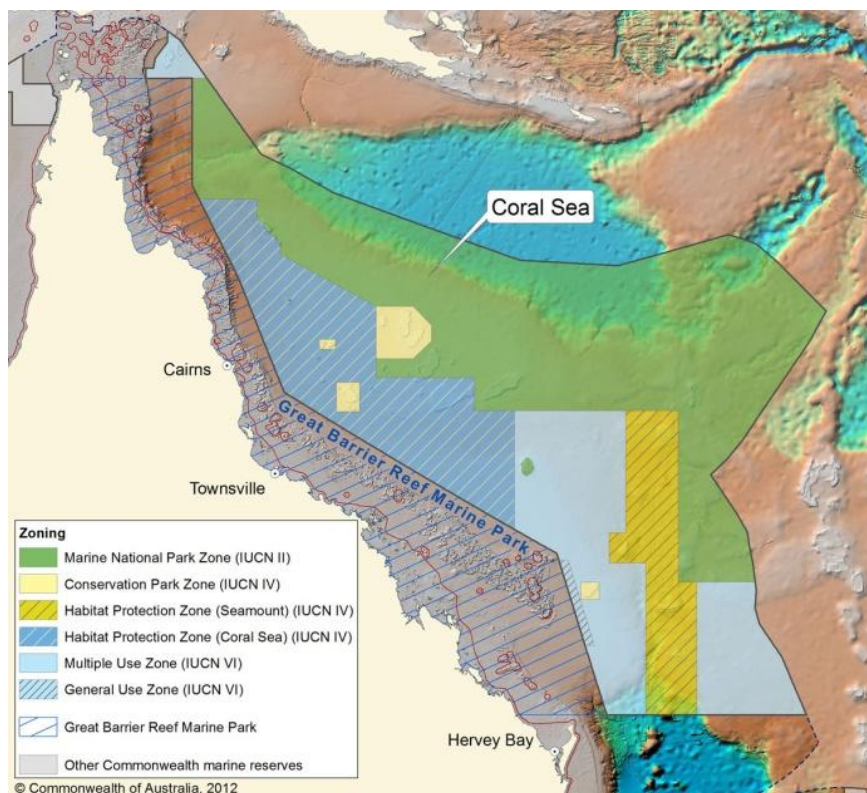 Coral Sea
Cairns
Great Barrier Reef Marine Park
Townsville
Zoning
Marine National Park Zone (IUCN II)
Conservation Park Zone (IUCN IV)
Habitat Protection Zone (Seamount) (IUCN IV)
Habitat Protection Zone (Coral Sea) (IUCN IV)
Multiple Use Zone (IUCN VI)
General Use Zone (IUCN VI)
Great Barrier Reef Marine Park
Other Commonwealth marine reserves
Hervey Bay
© Commonwealth of Australia, 2012